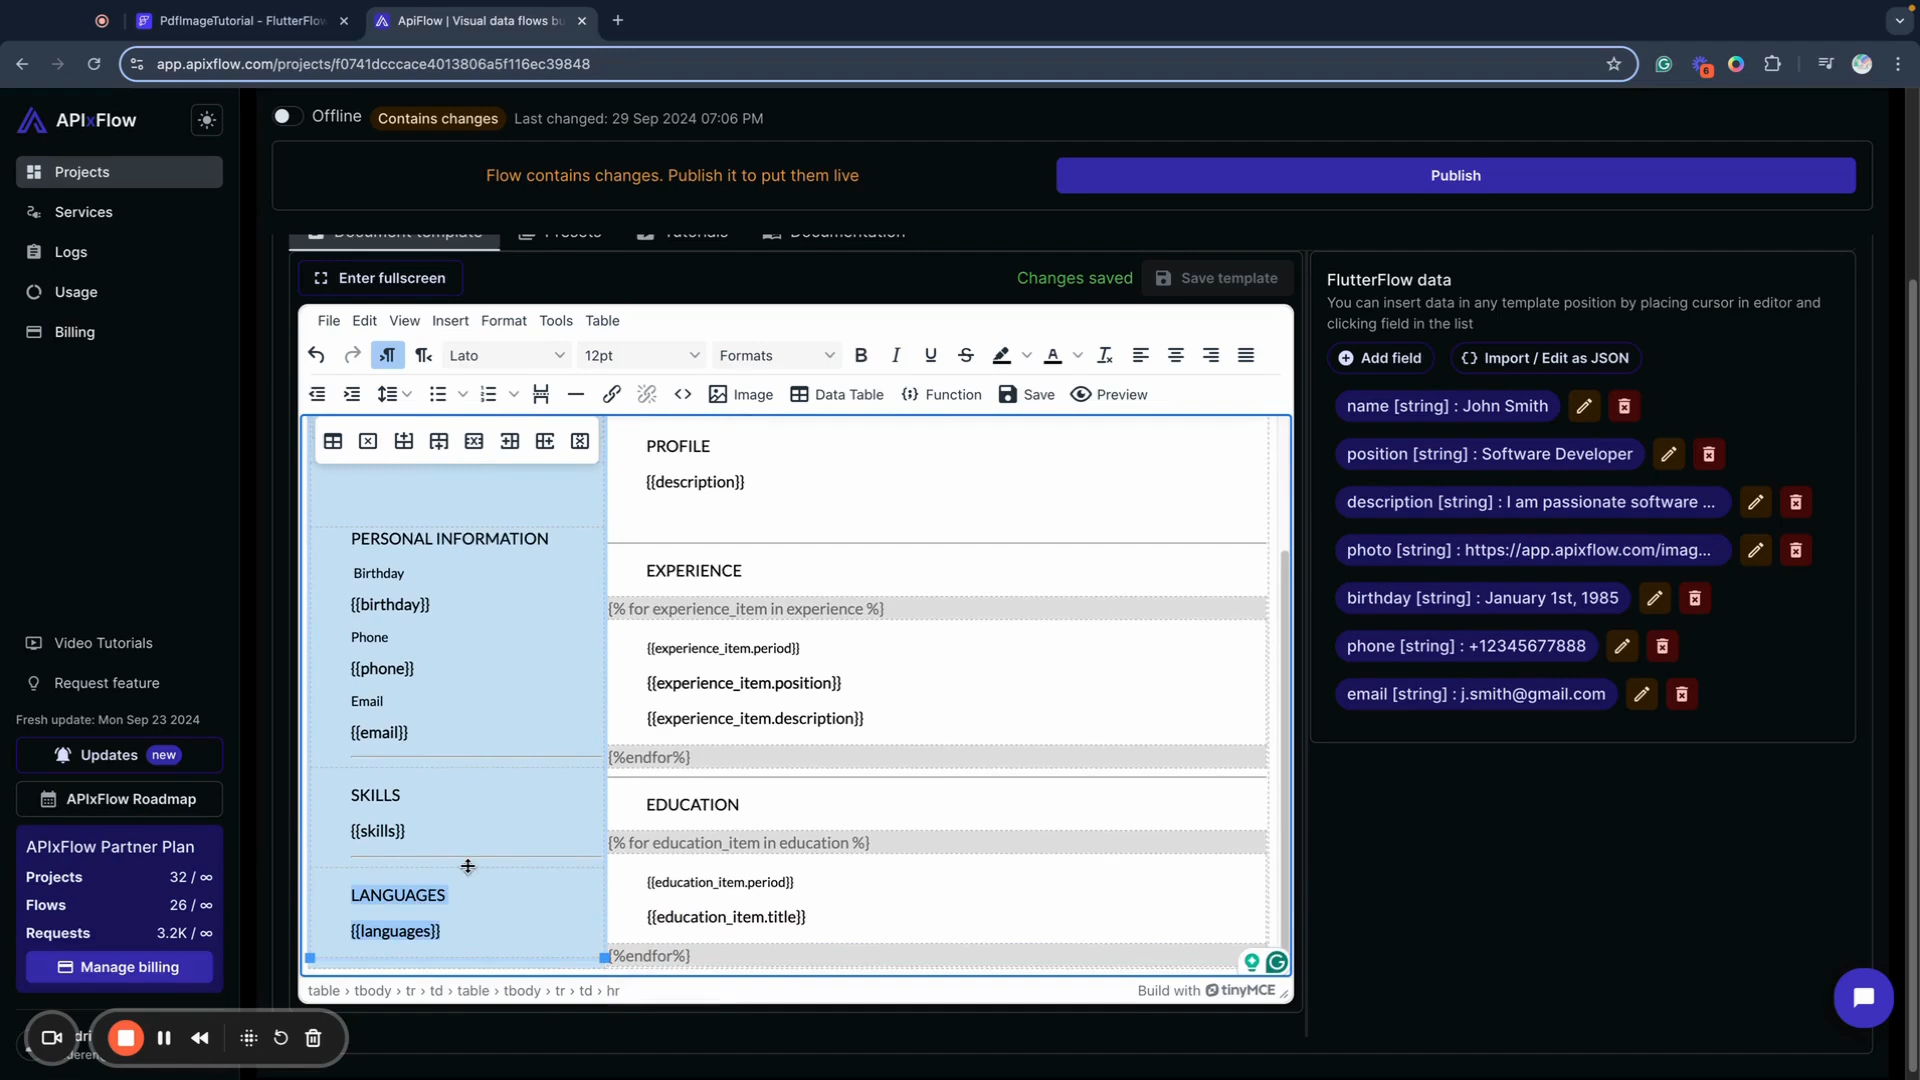 PdfImageTutorial - FlutterFlow
ApiFlow | Visual data flows bu
app.apixflow.com/projects/f0741dcccace4013806a5f116ec39848
6
APIxFlow
Offline
Contains changes
Last changed: 29 Sep 2024 07:06 PM
Projects
Services
Logs
Usage
Billing
Flow contains changes. Publish it to put them live
Publish
Document template
Presets
Tutorials
Documentation
Enter fullscreen
Changes saved
Save template
File Edit View Insert Format Tools Table
Lato
12pt
Formats
Image
Data Table
Function
Save
Preview
PERSONAL INFORMATION
Birthday
{{birthday}}
Phone
{{phone}}
Email
{{email}}
SKILLS
{{skills}}
LANGUAGES
{{languages}}
PROFILE
{{description}}
EXPERIENCE
{% for experience_item in experience %}
{{experience_item.period}}
{{experience_item.position}}
{{experience_item.description}}
{%endfor%}
EDUCATION
{% for education_item in education %}
{{education_item.period}}
{{education_item.title}}
{%endfor%}
table › tbody › tr › td › table › tbody › tr › td › hr
Build with tinyMCE
FlutterFlow data
You can insert data in any template position by placing cursor in editor and
clicking field in the list
Add field
Import / Edit as JSON
name [string] : John Smith
position [string] : Software Developer
description [string] : I am passionate software ...
photo [string] : https://app.apixflow.com/imag...
birthday [string] : January 1st, 1985
phone [string] : +12345677888
email [string] : j.smith@gmail.com
Video Tutorials
Request feature
Fresh update: Mon Sep 23 2024
Updates new
APIxFlow Roadmap
APIxFlow Partner Plan
Projects 32 / ∞
Flows 26 / ∞
Requests 3.2K / ∞
Manage billing